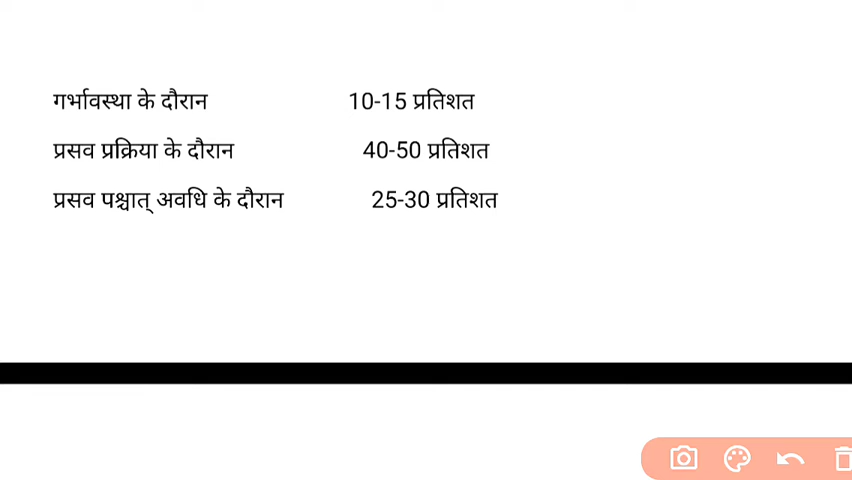 गर्भावस्था के दौरान 10-15 प्रतिशत
प्रसव प्रक्रिया के दौरान 40-50 प्रतिशत
प्रसव पश्चात् अवधि के दौरान 25-30 प्रतिशत